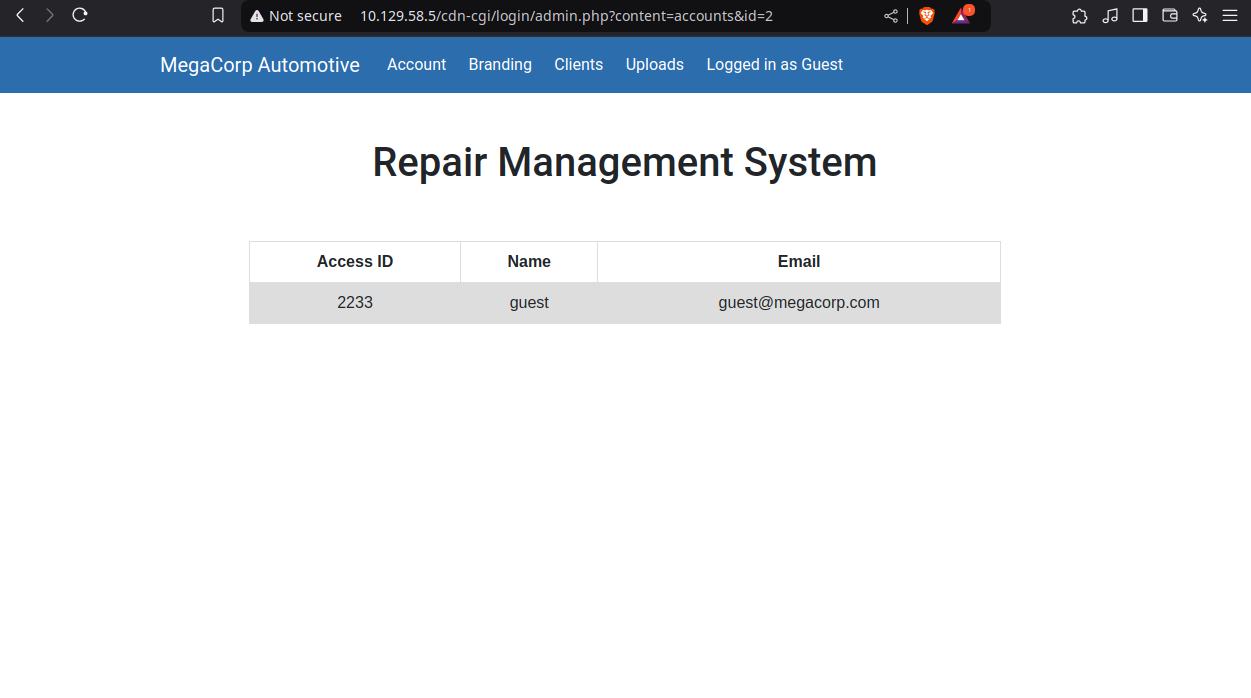 Not secure 10.129.58.5/cdn-cgi/login/admin.php?content=accounts&id=2 1
MegaCorp Automotive Account Branding Clients Uploads Logged in as Guest
Repair Management System
Access ID Name Email
2233 guest guest@megacorp.com